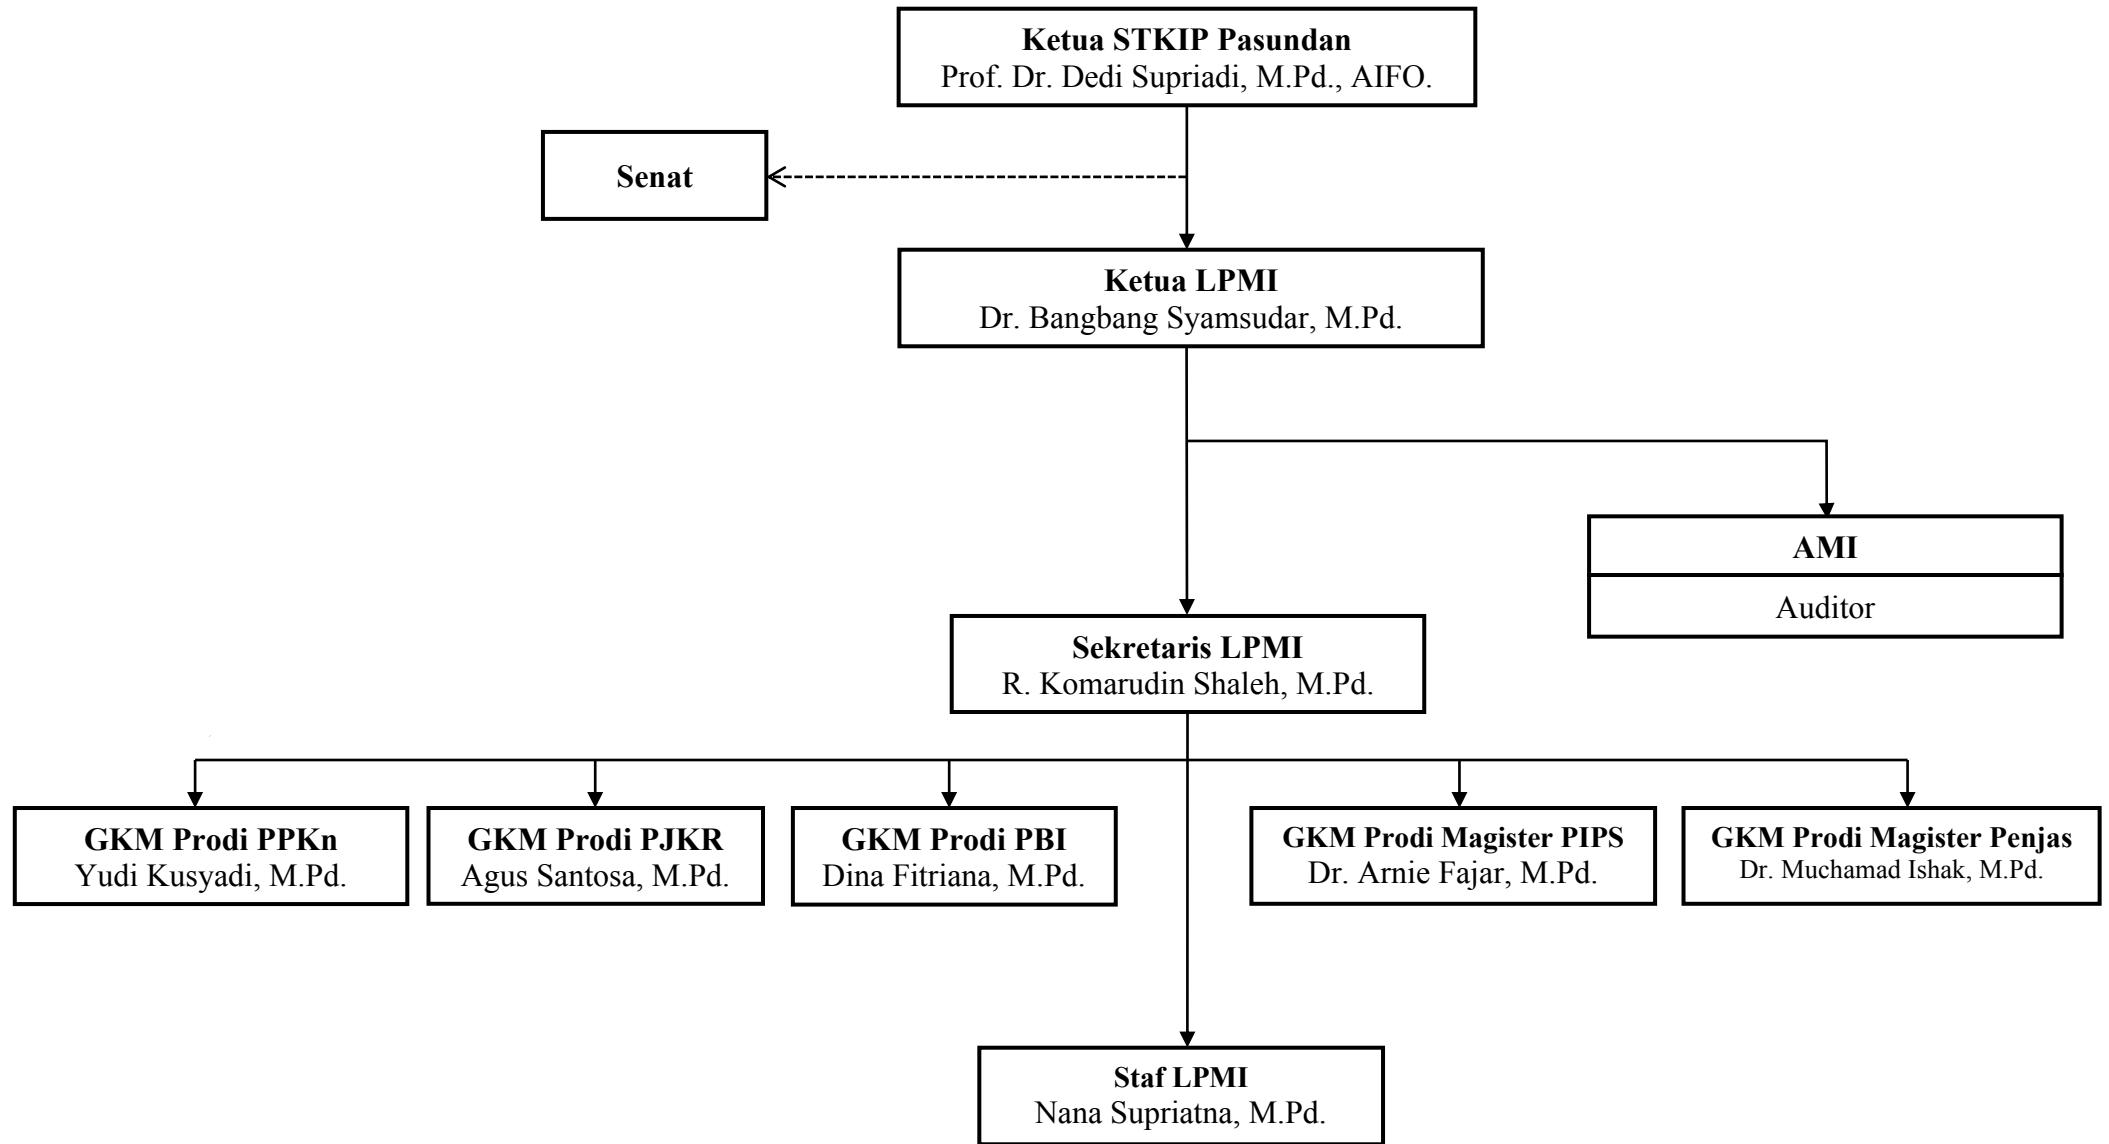 Ketua STKIP Pasundan
Prof. Dr. Dedi Supriadi, M.Pd., AIFO.
Senat
Ketua LPMI
Dr. Bangbang Syamsudar, M.Pd.
AMI
Auditor
Sekretaris LPMI
R. Komarudin Shaleh, M.Pd.
GKM Prodi PPKn
Yudi Kusyadi, M.Pd.
GKM Prodi PJKR
Agus Santosa, M.Pd.
GKM Prodi PBI
Dina Fitriana, M.Pd.
GKM Prodi Magister PIPS
Dr. Arnie Fajar, M.Pd.
GKM Prodi Magister Penjas
Dr. Muchamad Ishak, M.Pd.
Staf LPMI
Nana Supriatna, M.Pd.